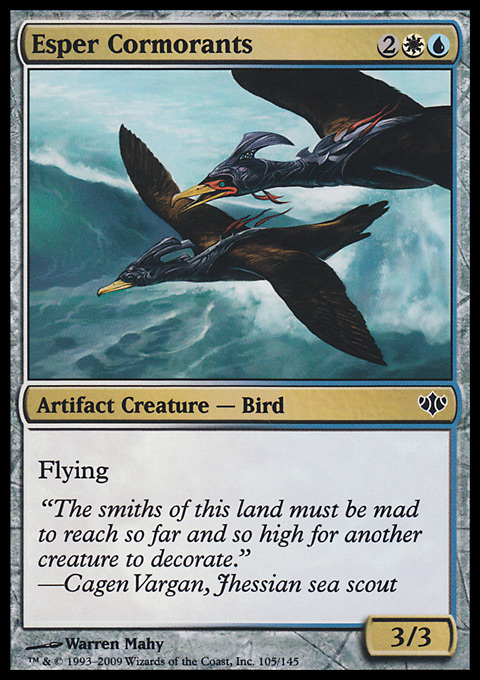 Esper Cormorants 2
Artifact Creature — Bird
Flying
“The smiths of this land must be mad
to reach so far and so high for another
creature to decorate.”
—Cagen Vargan, Jhessian sea scout
Warren Mahy
3/3
™ & © 1993–2009 Wizards of the Coast, Inc. 105/145